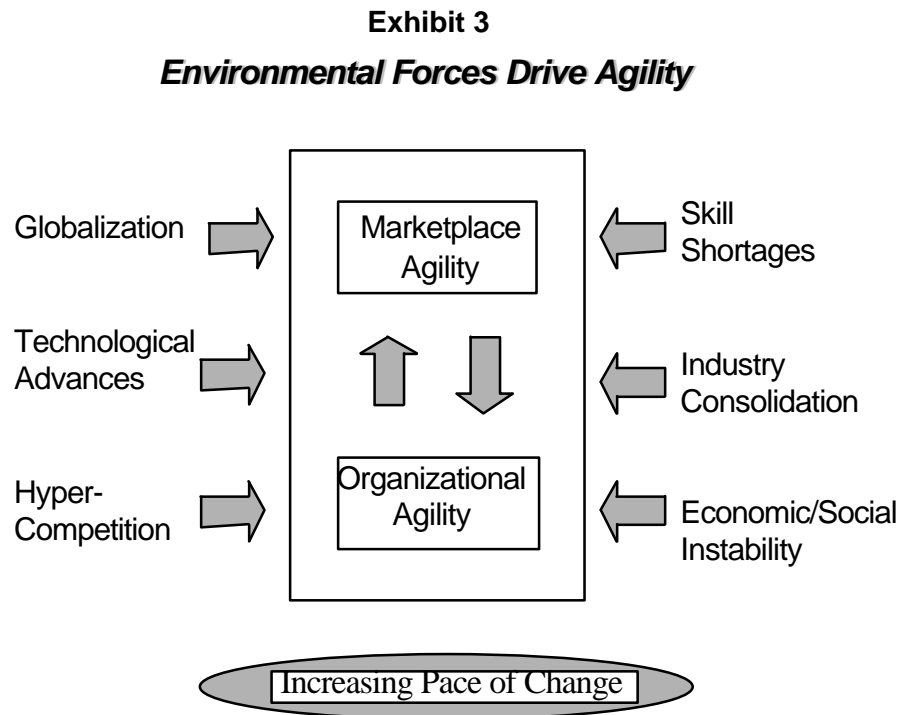 Exhibit 3
Environmental Forces Drive Agility
Globalization
Marketplace
Agility
Skill
Shortages
Technological
Advances
Industry
Consolidation
Hyper-
Competition
Organizational
Agility
Economic/Social
Instability
Increasing Pace of Change